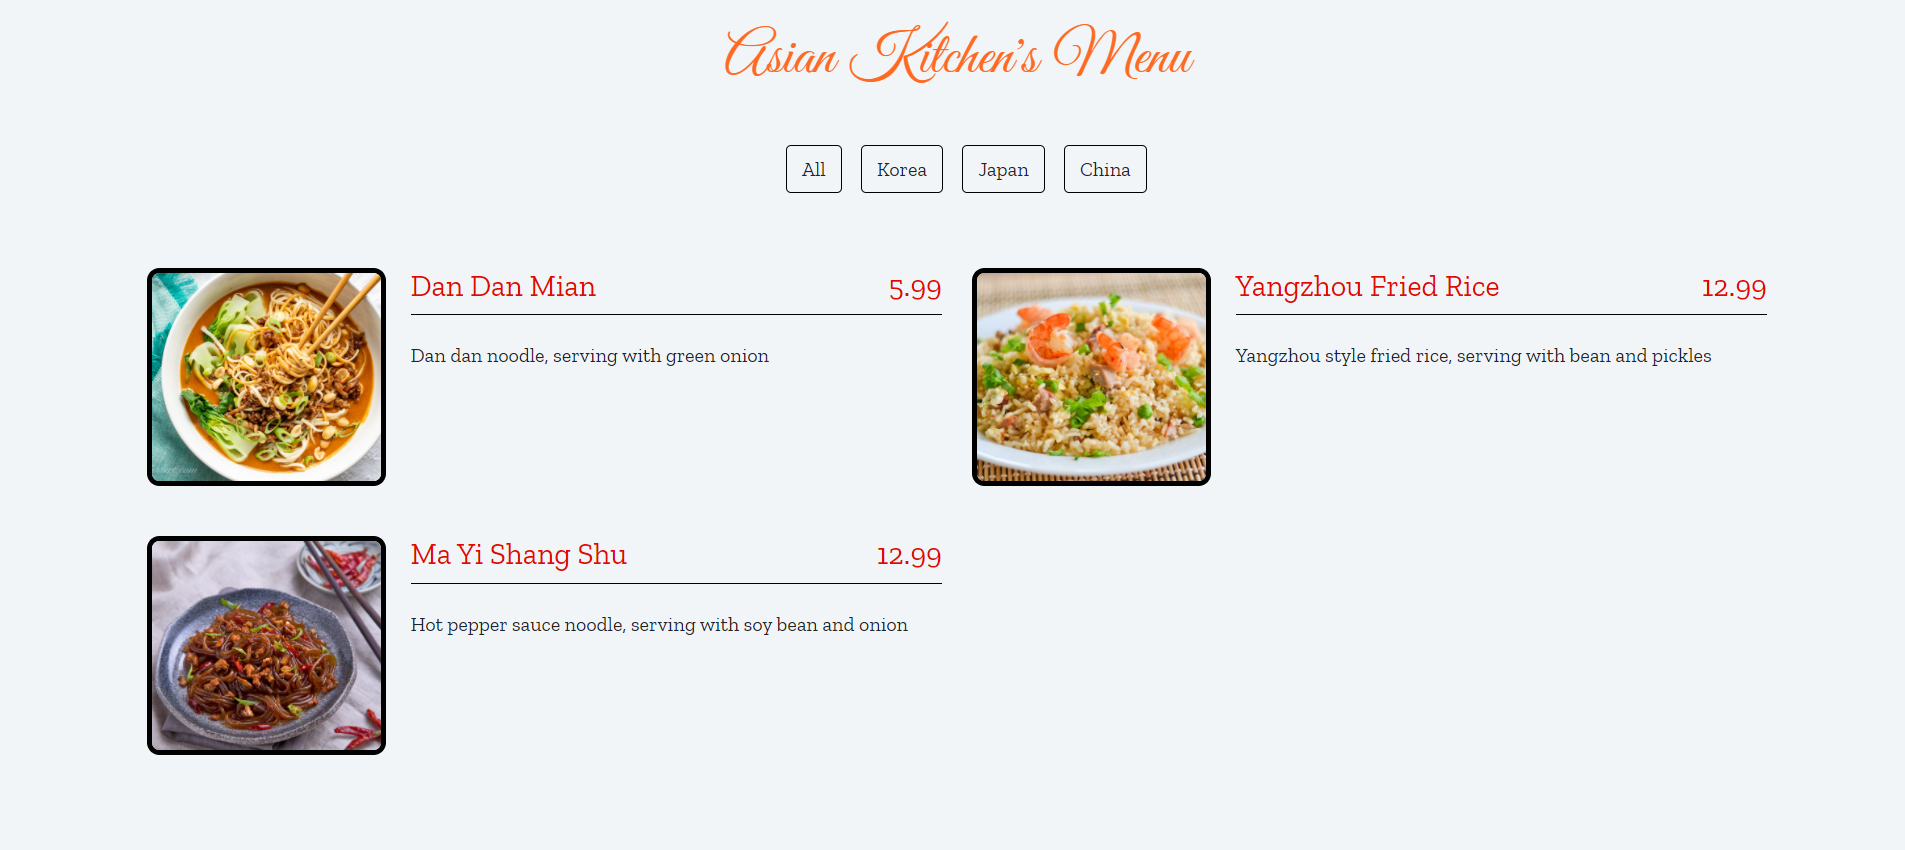 Asian Kitchen's Menu
All
Korea
Japan
China
Dan Dan Mian 5.99
Dan dan noodle, serving with green onion
Yangzhou Fried Rice 12.99
Yangzhou style fried rice, serving with bean and pickles
Ma Yi Shang Shu 12.99
Hot pepper sauce noodle, serving with soy bean and onion